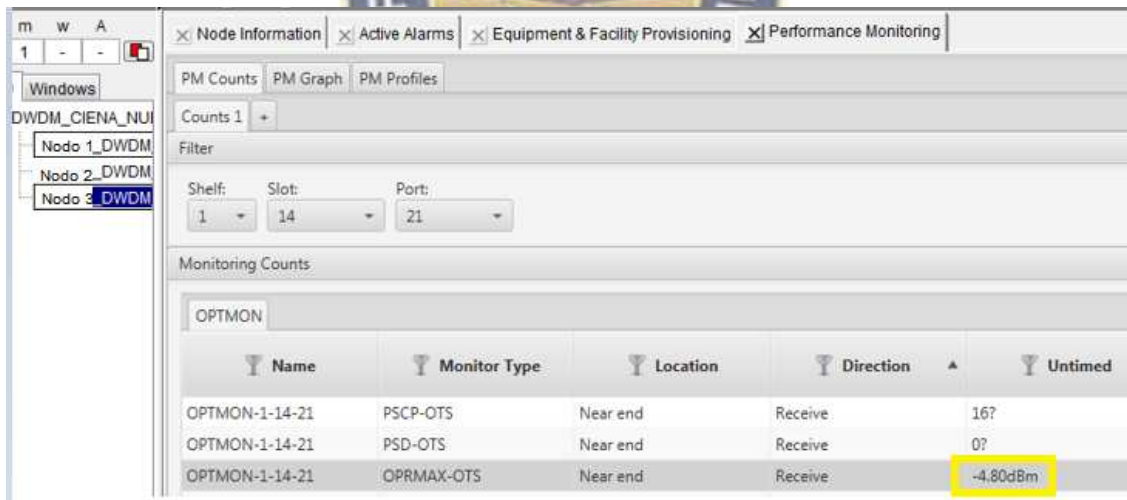 m w A
1 - -
Windows
DWDM_CIENA_NUI
Nodo 1_DWDM
Nodo 2_DWDM
Nodo 3_DWDM
Node Information Active Alarms Equipment & Facility Provisioning Performance Monitoring
PM Counts PM Graph PM Profiles
Counts 1 +
Filter
Shelf: Slot: Port:
1 14 21
Monitoring Counts
OPTMON
Name Monitor Type Location Direction Untimed
OPTMON-1-14-21 PSCP-OTS Near end Receive 16?
OPTMON-1-14-21 PSD-OTS Near end Receive 0?
OPTMON-1-14-21 OPRMAX-OTS Near end Receive -4.80dBm